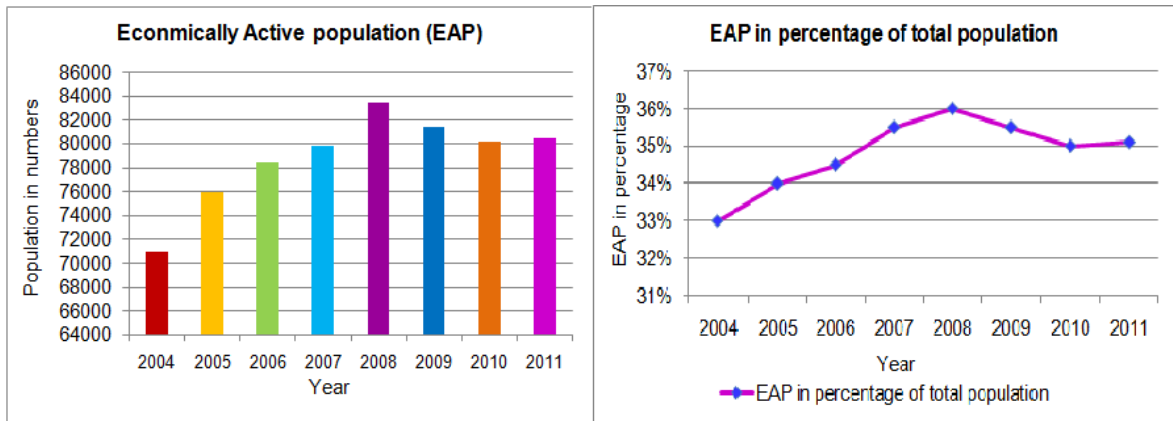 Econmically Active population (EAP)
Population in numbers
86000
84000
82000
80000
78000
76000
74000
72000
70000
68000
66000
64000
2004 2005 2006 2007 2008 2009 2010 2011
Year
EAP in percentage of total population
EAP in percentage
37%
36%
35%
34%
33%
32%
31%
2004 2005 2006 2007 2008 2009 2010 2011
Year
EAP in percentage of total population